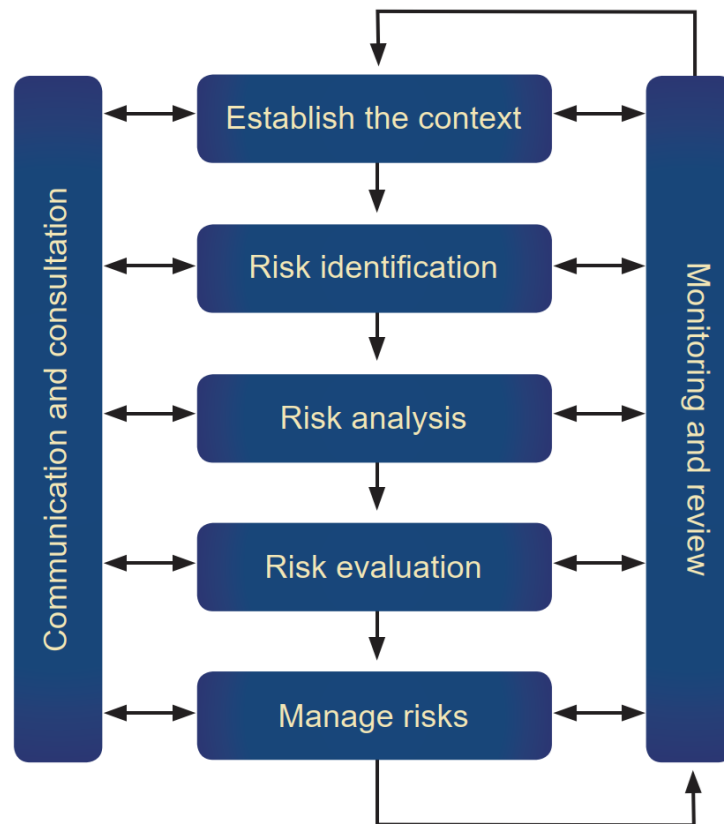 Establish the context
Risk identification
Risk analysis
Risk evaluation
Manage risks
Communication and consultation
Monitoring and review